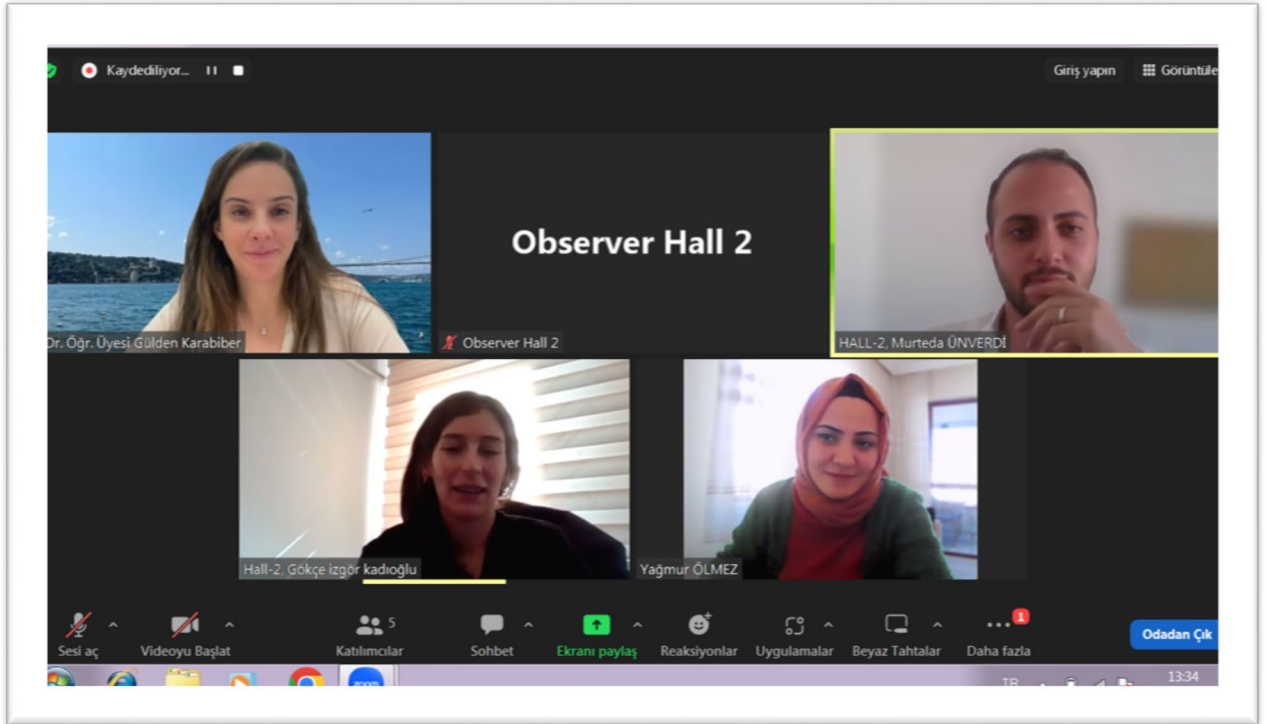 Kaydediliyor...
Giriş yapın
Görüntüle
Observer Hall 2
Dr. Öğr. Üyesi Gülden Karabiber
Observer Hall 2
HALL-2, Murteda ÜNVERDİ
Hall-2, Gökçe izgör kadıoğlu
Yağmur ÖLMEZ
5
1
Sesi aç
Videoyu Başlat
Katılımcılar
Sohbet
Ekranı paylaş
Reaksiyonlar
Uygulamalar
Beyaz Tahtalar
Daha fazla
Odadan Çık
zoom
TR
13:34